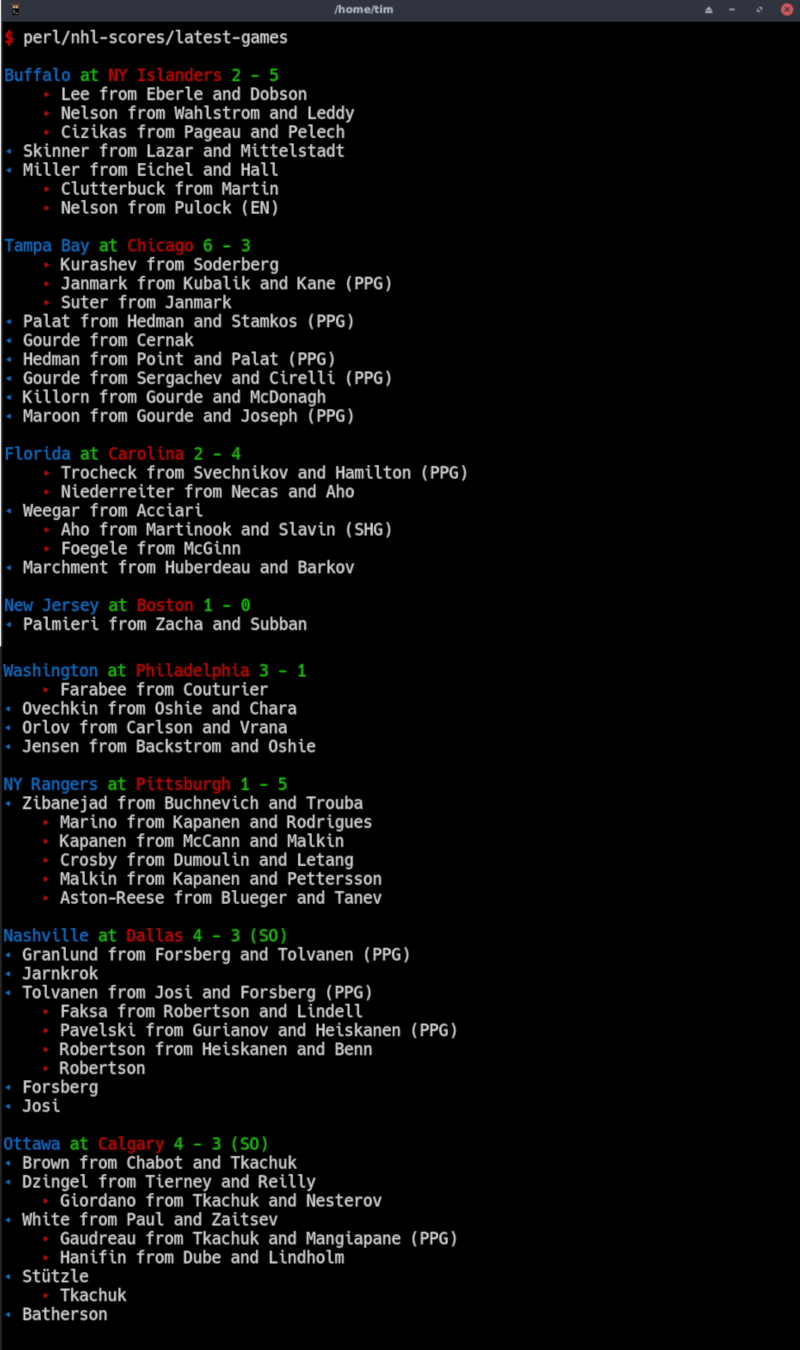 /home/tim
$ perl/nhl-scores/latest-games
Buffalo at NY Islanders 2 - 5
Lee from Eberle and Dobson
Nelson from Wahlstrom and Leddy
Cizikas from Pageau and Pelech
Skinner from Lazar and Mittelstadt
Miller from Eichel and Hall
Clutterbuck from Martin
Nelson from Pulock (EN)
Tampa Bay at Chicago 6 - 3
Kurashev from Soderberg
Janmark from Kubalik and Kane (PPG)
Suter from Janmark
Palat from Hedman and Stamkos (PPG)
Gourde from Cernak
Hedman from Point and Palat (PPG)
Gourde from Sergachev and Cirelli (PPG)
Killorn from Gourde and McDonagh
Maroon from Gourde and Joseph (PPG)
Florida at Carolina 2 - 4
Trocheck from Svechnikov and Hamilton (PPG)
Niederreiter from Necas and Aho
Weegar from Acciari
Aho from Martinook and Slavin (SHG)
Foegele from McGinn
Marchment from Huberdeau and Barkov
New Jersey at Boston 1 - 0
Palmieri from Zacha and Subban
Washington at Philadelphia 3 - 1
Farabee from Couturier
Ovechkin from Oshie and Chara
Orlov from Carlson and Vrana
Jensen from Backstrom and Oshie
NY Rangers at Pittsburgh 1 - 5
Zibanejad from Buchnevich and Trouba
Marino from Kapanen and Rodrigues
Kapanen from McCann and Malkin
Crosby from Dumoulin and Letang
Malkin from Kapanen and Pettersson
Aston-Reese from Blueger and Tanev
Nashville at Dallas 4 - 3 (SO)
Granlund from Forsberg and Tolvanen (PPG)
Jarnkrok
Tolvanen from Josi and Forsberg (PPG)
Faksa from Robertson and Lindell
Pavelski from Gurianov and Heiskanen (PPG)
Robertson from Heiskanen and Benn
Robertson
Forsberg
Josi
Ottawa at Calgary 4 - 3 (SO)
Brown from Chabot and Tkachuk
Dzingel from Tierney and Reilly
Giordano from Tkachuk and Nesterov
White from Paul and Zaitsev
Gaudreau from Tkachuk and Mangiapane (PPG)
Hanifin from Dube and Lindholm
Stützle
Tkachuk
Batherson